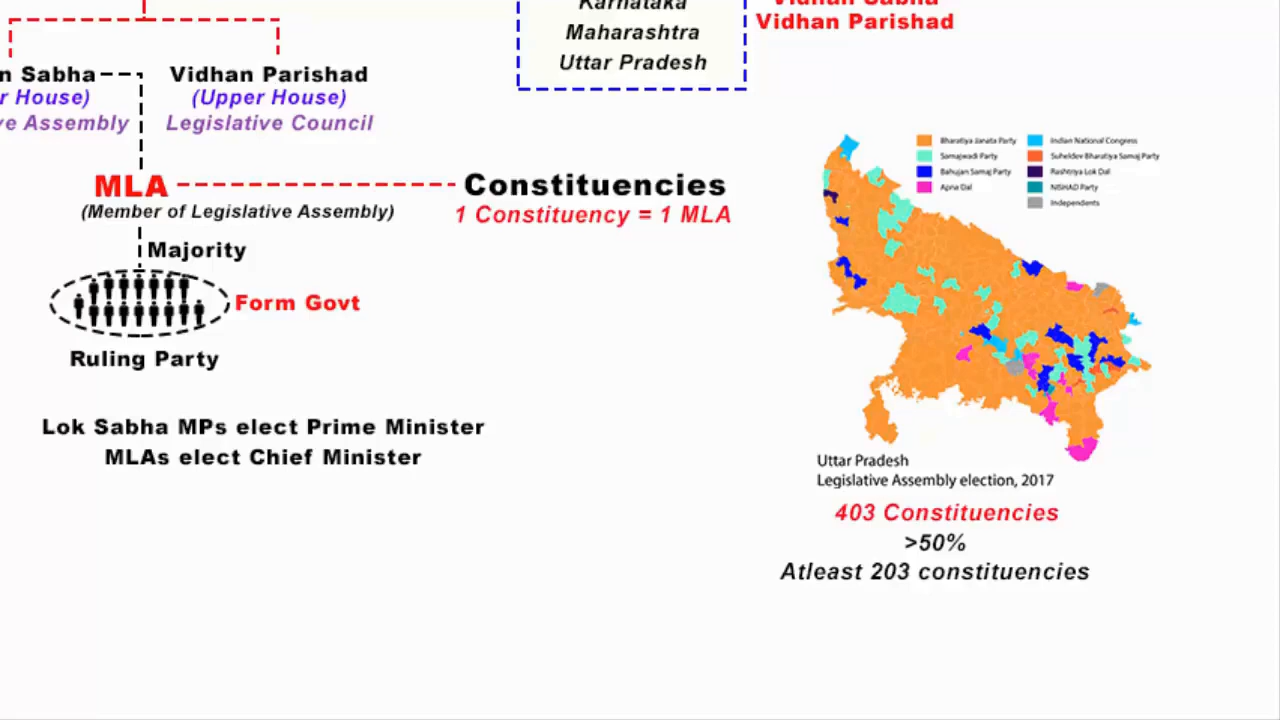 Karnataka
Maharashtra
Uttar Pradesh
Vidhan Sabha
Vidhan Parishad
n Sabha
r House)
ve Assembly
Vidhan Parishad
(Upper House)
Legislative Council
MLA
(Member of Legislative Assembly)
Constituencies
1 Constituency = 1 MLA
Majority
Form Govt
Ruling Party
Lok Sabha MPs elect Prime Minister
MLAs elect Chief Minister
Bharatiya Janata Party
Samajwadi Party
Bahujan Samaj Party
Apna Dal
Indian National Congress
Suheldev Bharatiya Samaj Party
Rashtriya Lok Dal
NISHAD Party
Independents
Uttar Pradesh
Legislative Assembly election, 2017
403 Constituencies
>50%
Atleast 203 constituencies